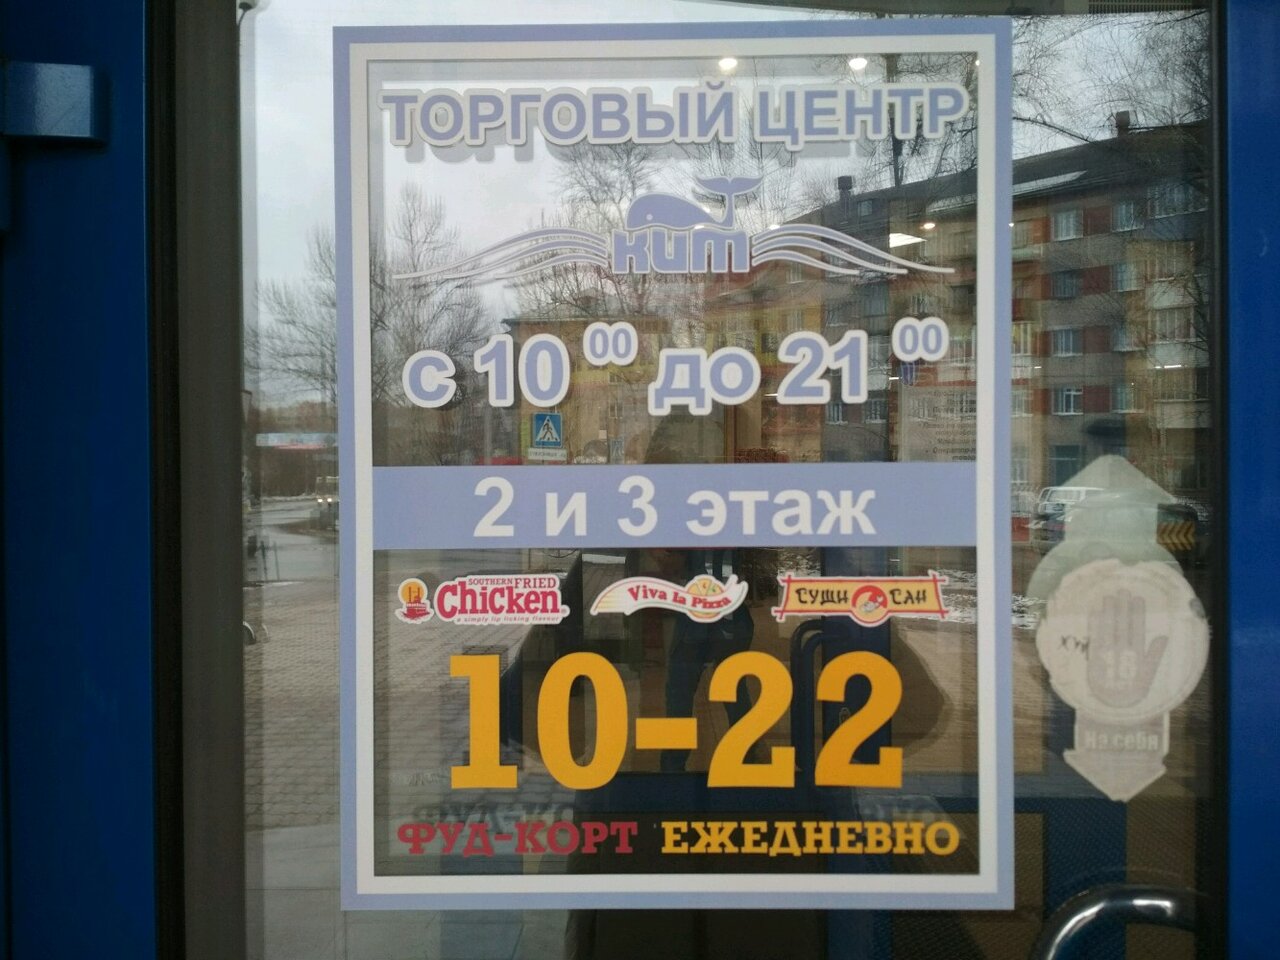 ТОРГОВЫЙ ЦЕНТР
кит
с 10 00 до 21 00
2 и 3 этаж
SOUTHERN FRIED
Chicken
a simply lip licking flavour
Viva la Pizza
СУШИ САН
10-22
ФУД-КОРТ ЕЖЕДНЕВНО
На себя